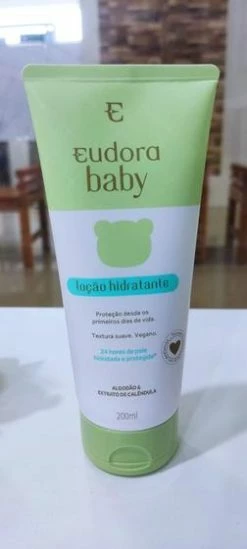 E
Eudora
baby
loção hidratante
Proteção desde os
primeiros dias de vida.
Textura suave. Vegano.
24 horas de pele
hidratada e protegida*
ALGODÃO &
EXTRATO DE CALÊNDULA
200ml